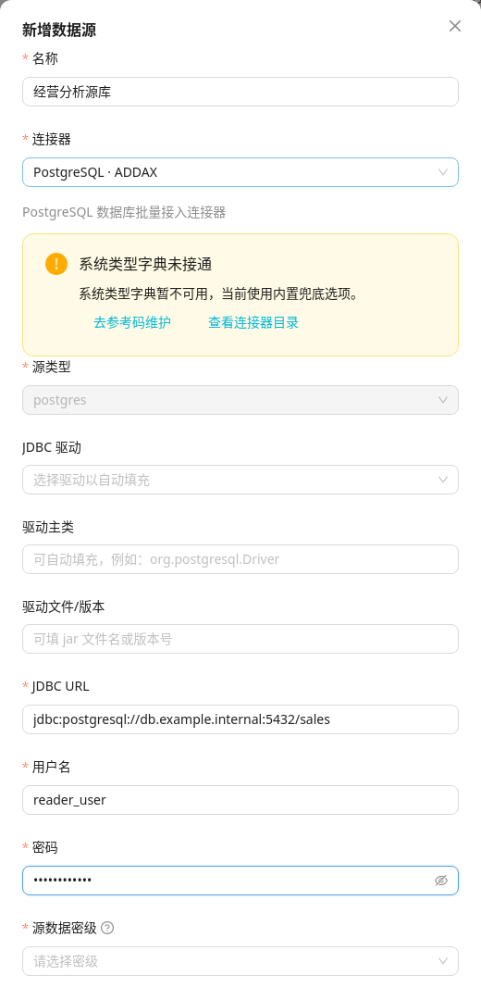 新增数据源
* 名称
经营分析源库
* 连接器
PostgreSQL · ADDAX
PostgreSQL 数据库批量接入连接器
系统类型字典未接通
系统类型字典暂不可用，当前使用内置兜底选项。
去参考码维护 查看连接器目录
* 源类型
postgres
JDBC 驱动
选择驱动以自动填充
驱动主类
可自动填充，例如：org.postgresql.Driver
驱动文件/版本
可填 jar 文件名或版本号
* JDBC URL
jdbc:postgresql://db.example.internal:5432/sales
* 用户名
reader_user
* 密码
••••••••••••
* 源数据密级
请选择密级